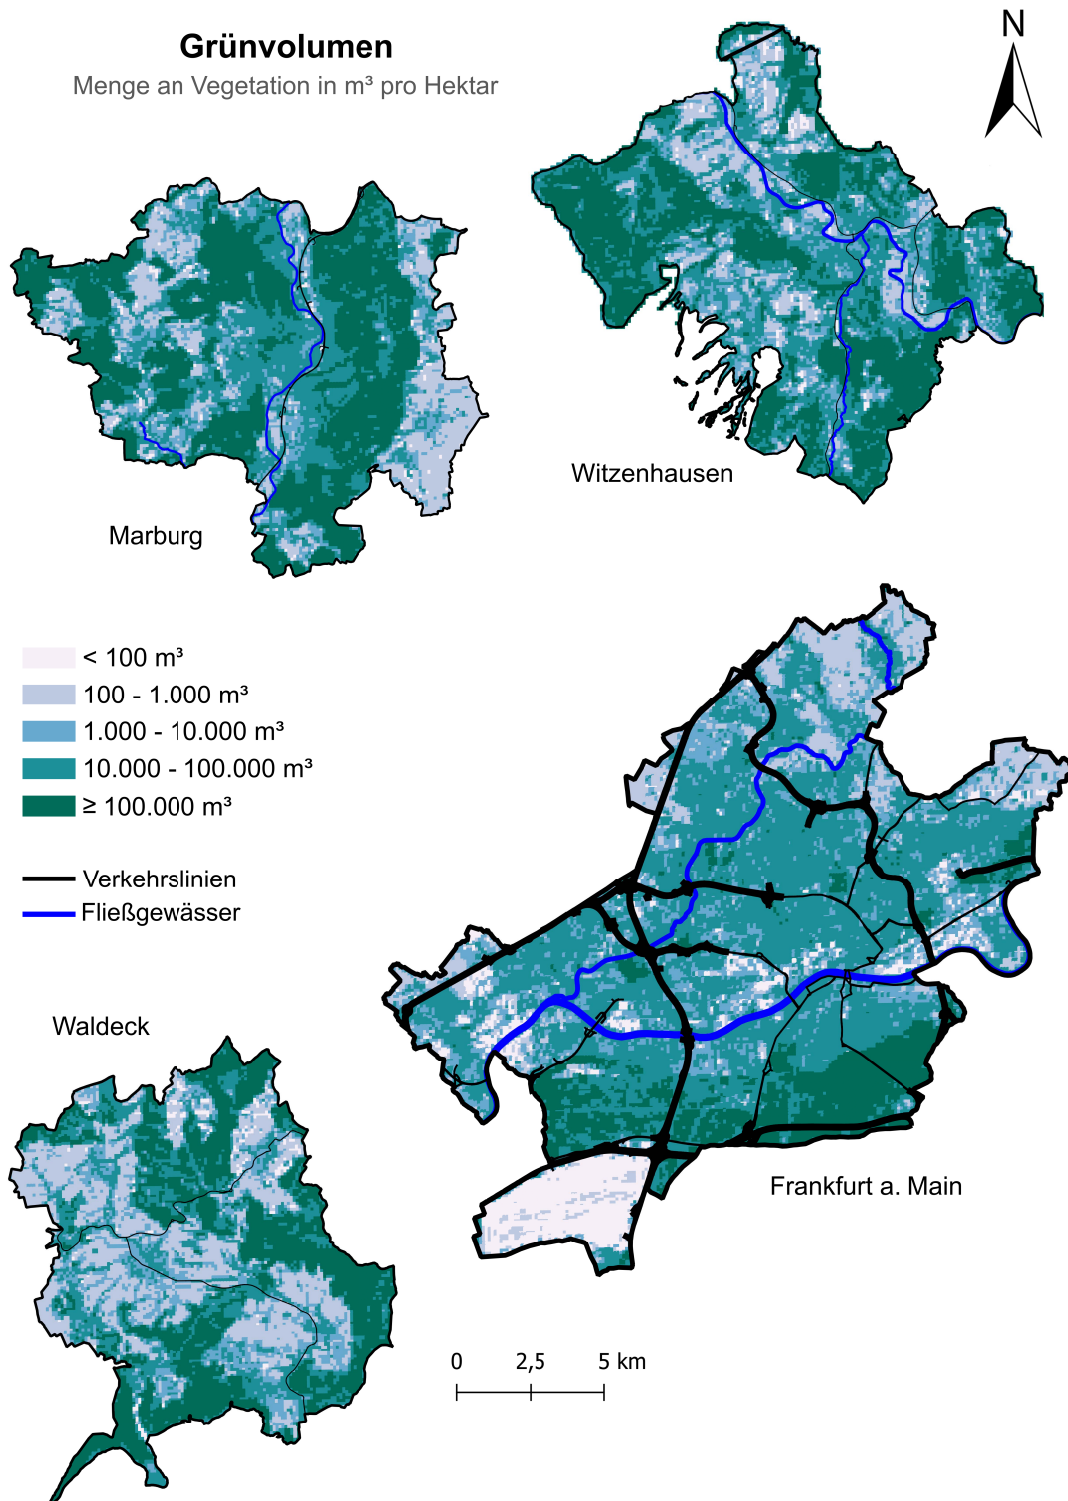 Grünvolumen
Menge an Vegetation in m³ pro Hektar
N
Witzenhausen
Marburg
< 100 m³
100 - 1.000 m³
1.000 - 10.000 m³
10.000 - 100.000 m³
≥ 100.000 m³
Verkehrslinien
Fließgewässer
Waldeck
Frankfurt a. Main
0 2,5 5 km